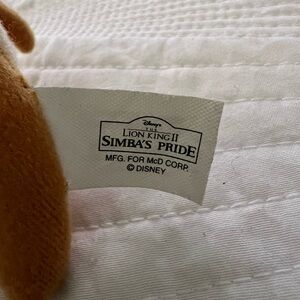 Disney's
THE
LION KING II
SIMBA'S PRIDE
MFG. FOR McD CORP.
© DISNEY